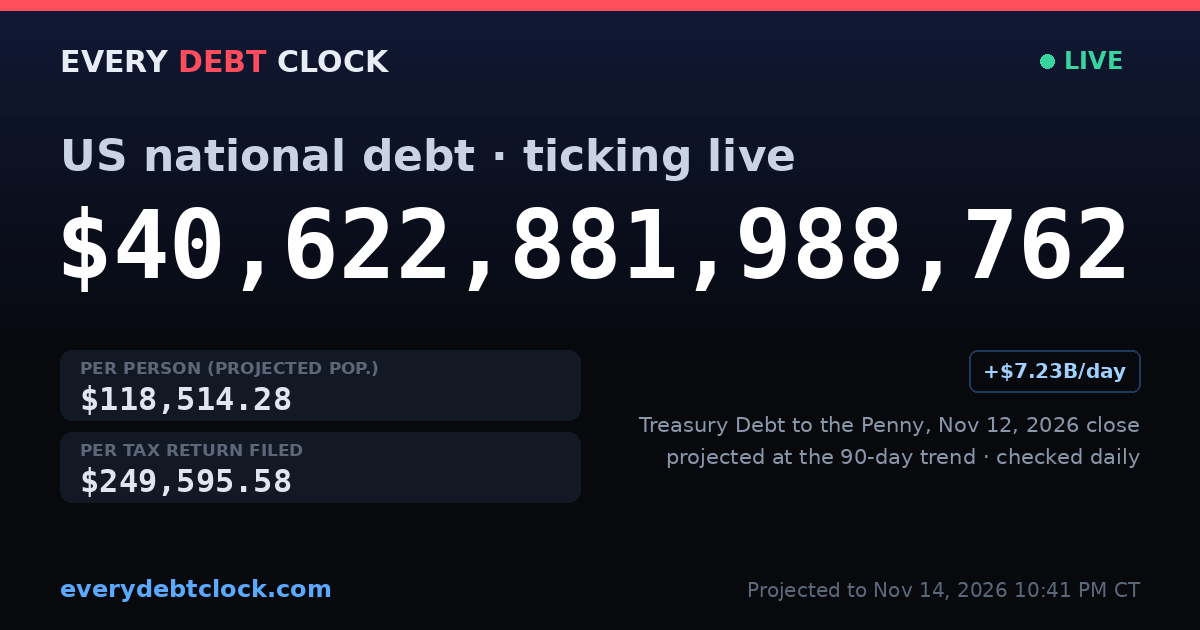 EVERY DEBT CLOCK
LIVE
US national debt · ticking live
$40,622,881,988,762
PER PERSON (PROJECTED POP.)
$118,514.28
PER TAX RETURN FILED
$249,595.58
+$7.23B/day
Treasury Debt to the Penny, Nov 12, 2026 close
projected at the 90-day trend · checked daily
everydebtclock.com
Projected to Nov 14, 2026 10:41 PM CT